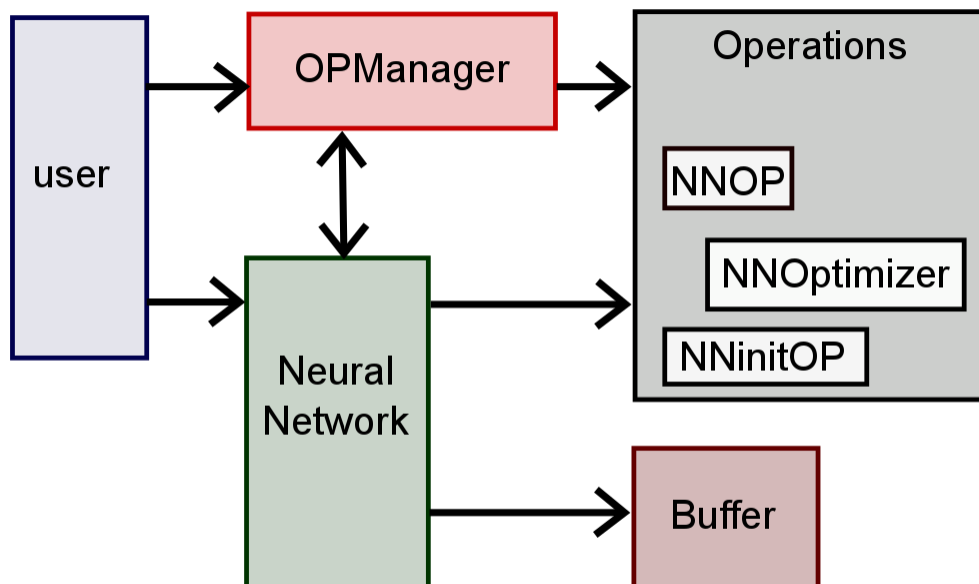 Operations
OPManager
user
NNOP
NNOptimizer
NNinitOP
Neural
Network
Buffer